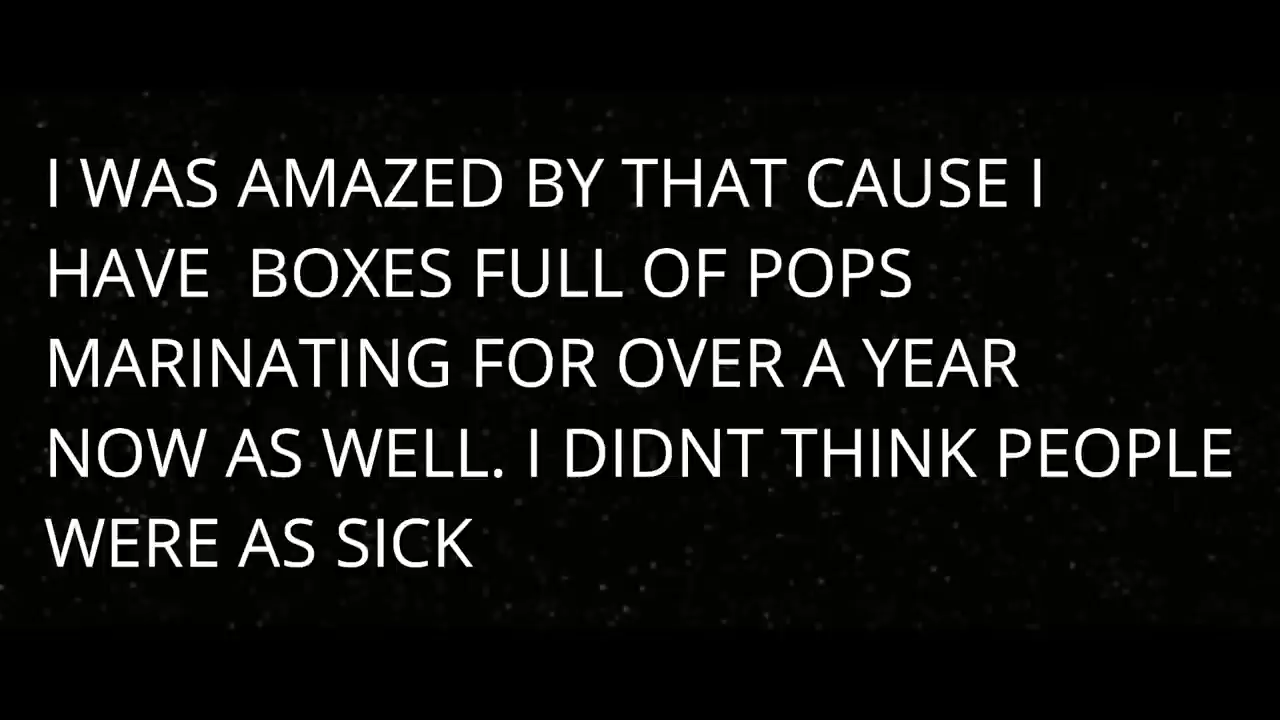 I WAS AMAZED BY THAT CAUSE I
HAVE  BOXES FULL OF POPS
MARINATING FOR OVER A YEAR
NOW AS WELL. I DIDNT THINK PEOPLE
WERE AS SICK